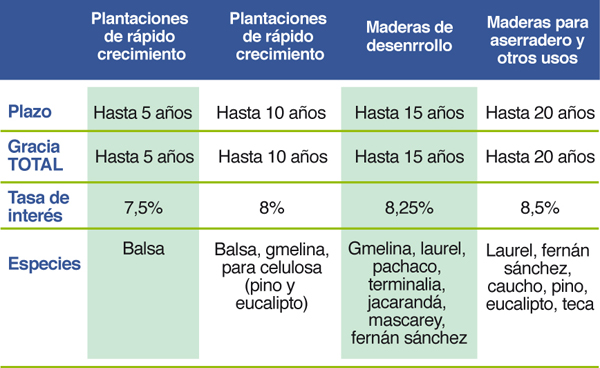 Plantaciones de rápido crecimiento
Plantaciones de rápido crecimiento
Maderas de desenrrollo
Maderas para aserradero y otros usos
Plazo
Hasta 5 años
Hasta 10 años
Hasta 15 años
Hasta 20 años
Gracia TOTAL
Hasta 5 años
Hasta 10 años
Hasta 15 años
Hasta 20 años
Tasa de interés
7,5%
8%
8,25%
8,5%
Especies
Balsa
Balsa, gmelina,
para celulosa
(pino y
eucalipto)
Gmelina, laurel,
pachaco,
terminalia,
jacarandá,
mascarey,
fernán sánchez
Laurel, fernán
sánchez,
caucho, pino,
eucalipto, teca